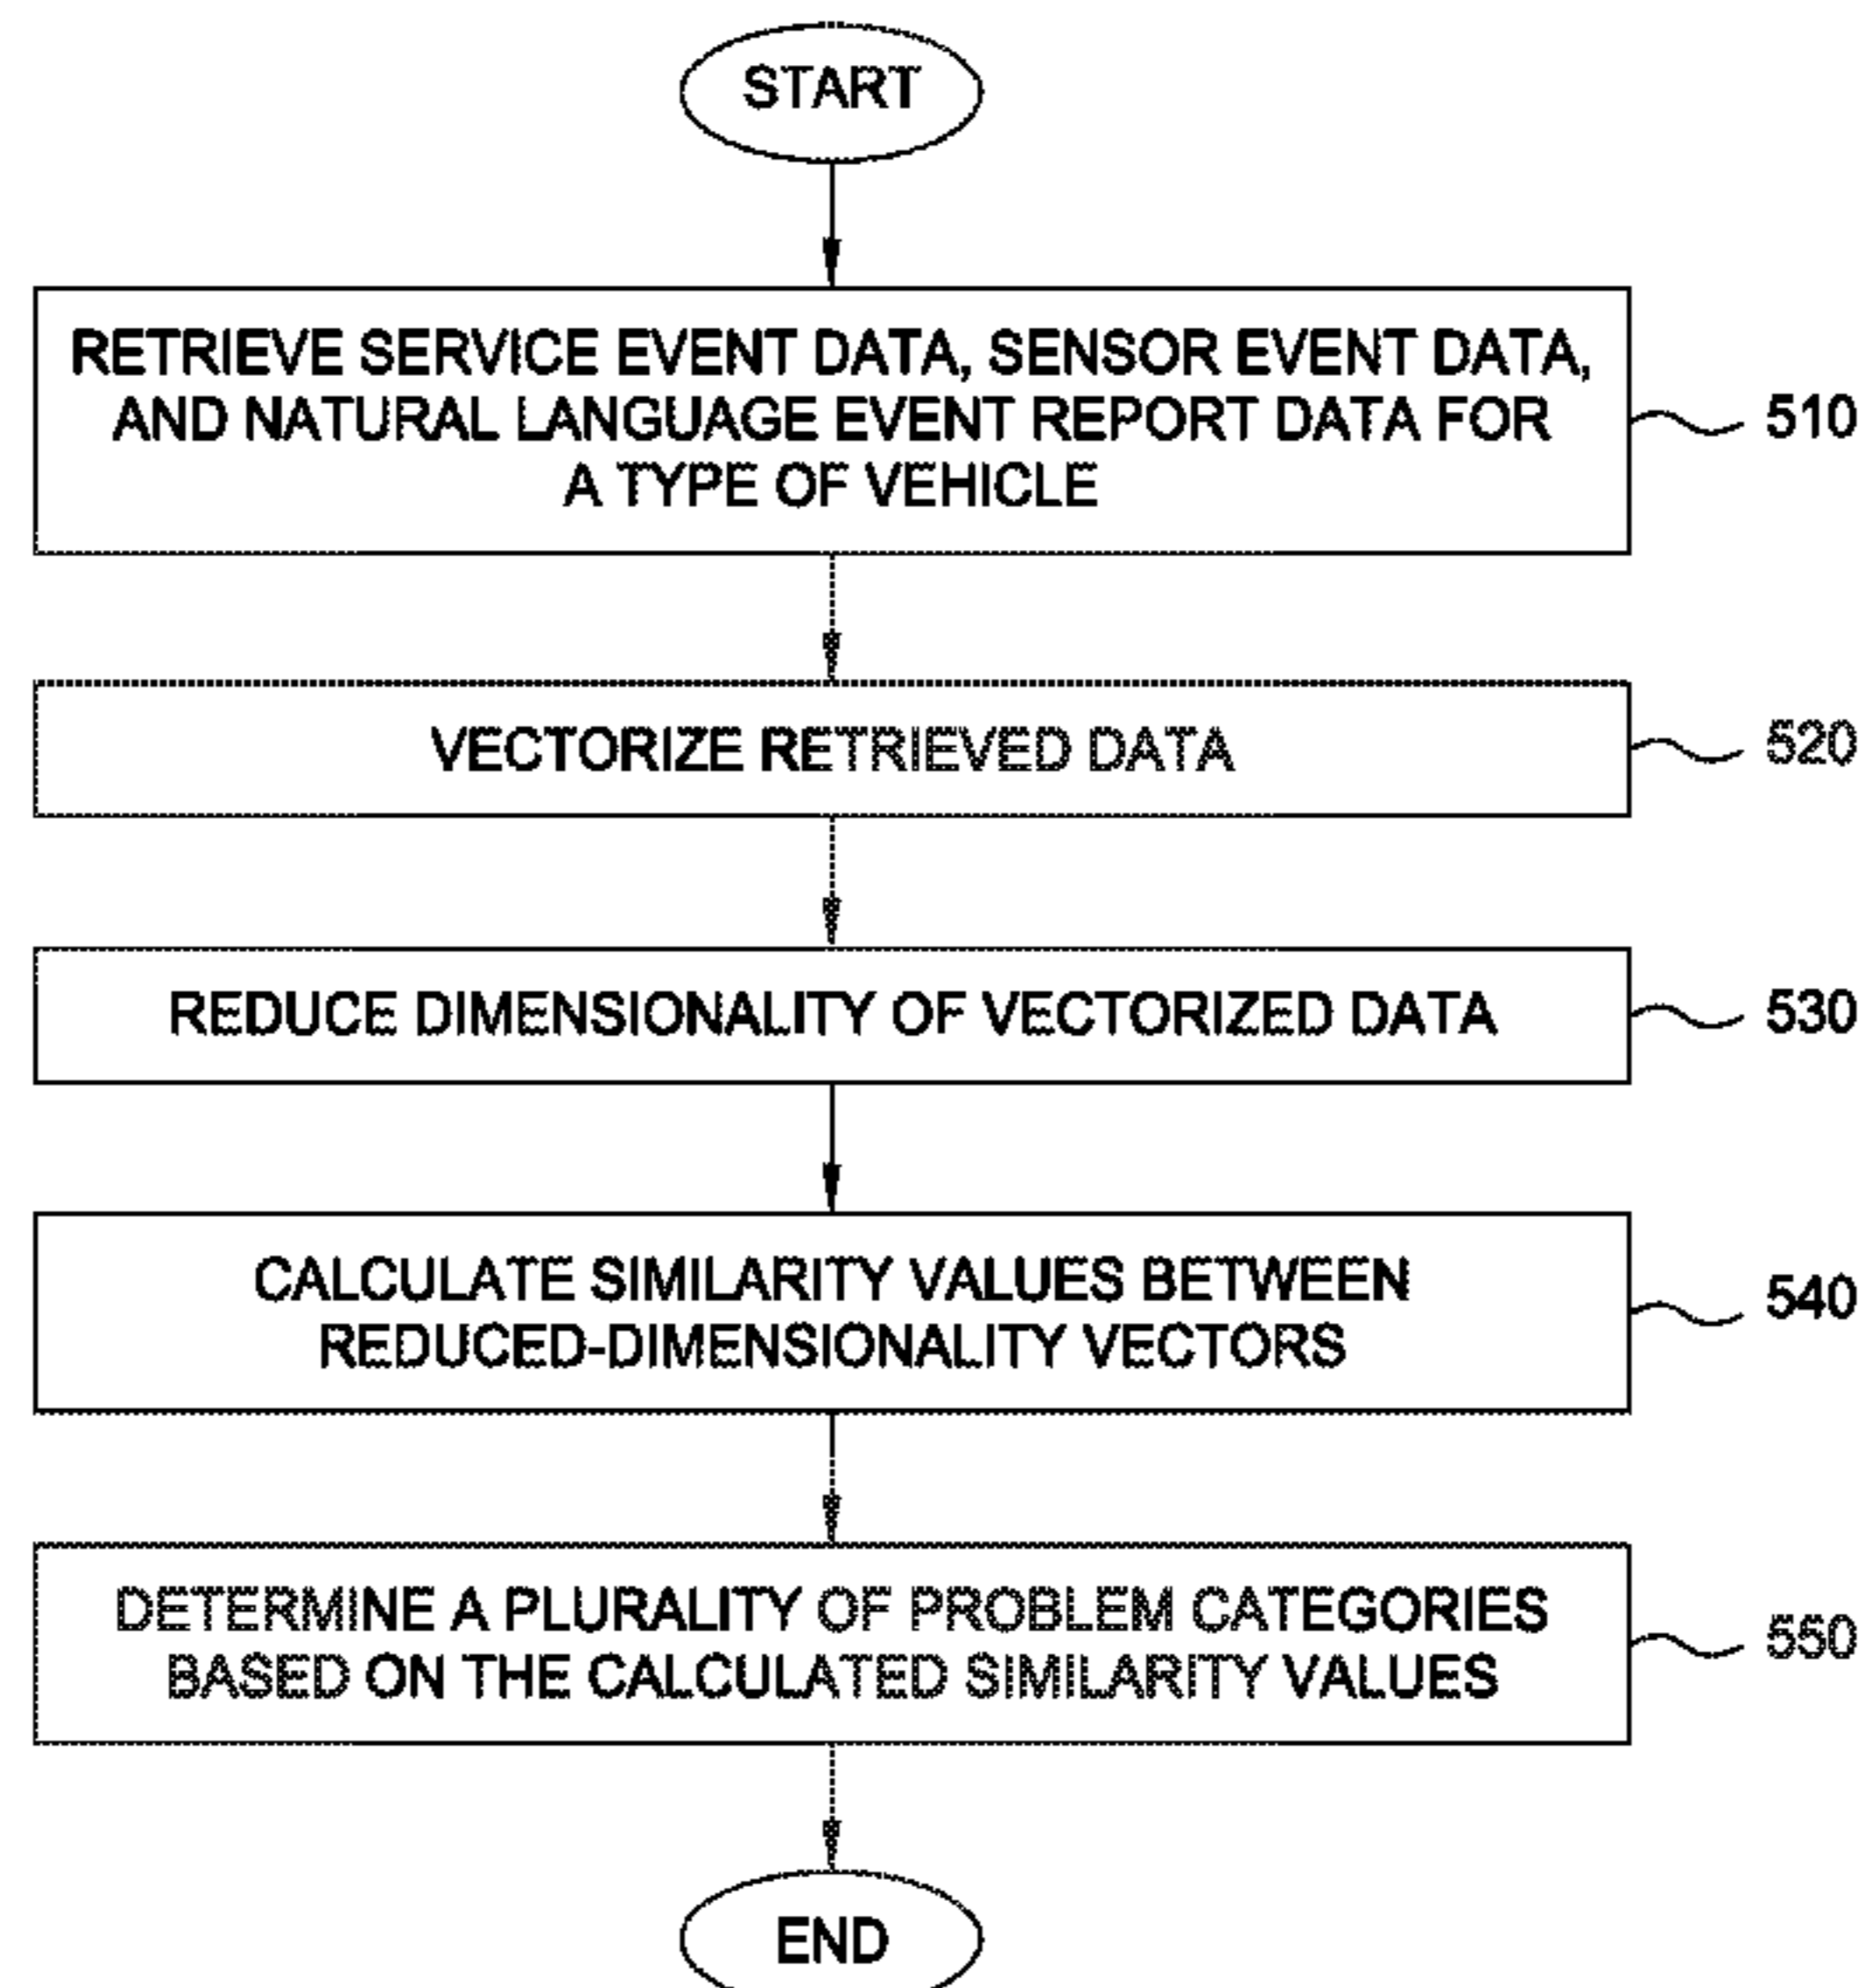 START
RETRIEVE SERVICE EVENT DATA, SENSOR EVENT DATA,
AND NATURAL LANGUAGE EVENT REPORT DATA FOR
A TYPE OF VEHICLE
510
VECTORIZE RETRIEVED DATA
520
REDUCE DIMENSIONALITY OF VECTORIZED DATA
530
CALCULATE SIMILARITY VALUES BETWEEN
REDUCED-DIMENSIONALITY VECTORS
540
DETERMINE A PLURALITY OF PROBLEM CATEGORIES
BASED ON THE CALCULATED SIMILARITY VALUES
550
END